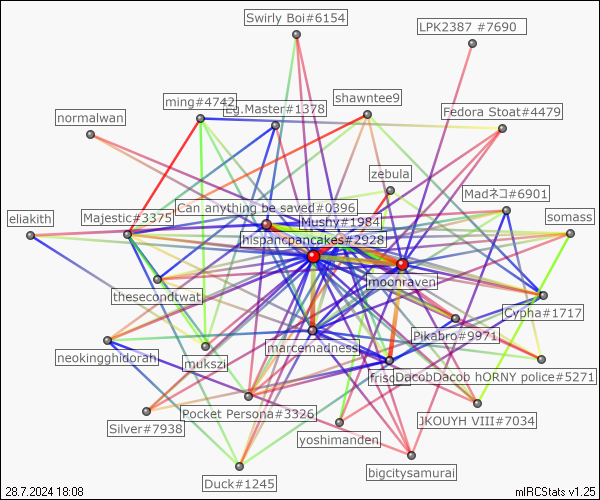 Swirly Boi#6154
LPK2387 #7690
shawntee9
ming#4742
Eg.Master#1378
Fedora Stoat#4479
normalwan
zebula
Madネコ#6901
Can anything be saved#0396
eliakith
Majestic#3375
Mushy#1984
somass
hispancpancakes#2928
moonraven
thesecondtwat
Cypha#1717
Pikabro#9971
marcemadness
neokingghidorah
mukszi
frisc
DacobDacob hORNY police#5271
Pocket Persona#3326
JKOUYH VIII#7034
Silver#7938
yoshimanden
bigcitysamurai
Duck#1245
28.7.2024 18:08
mIRCStats v1.25